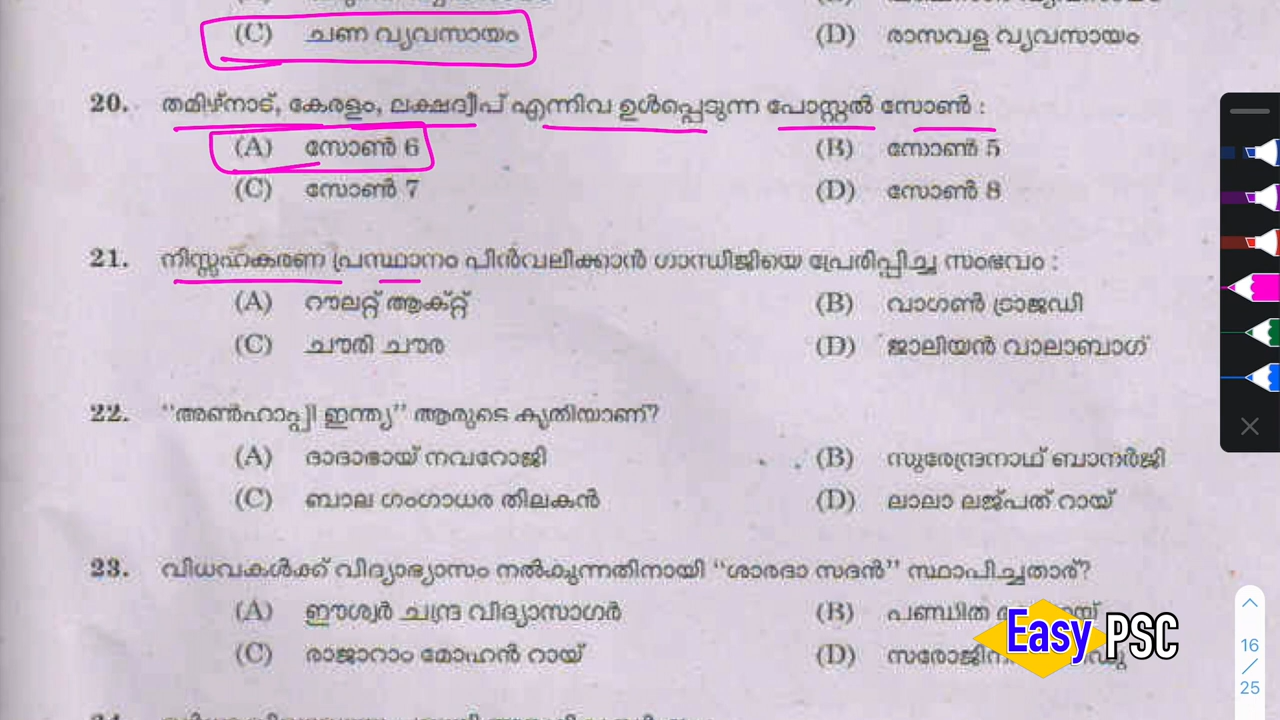 (C) ചണ വ്യവസായം (D) രാസവള വ്യവസായം
20. തമിഴ്നാട്, കേരളം, ലക്ഷദ്വീപ് എന്നിവ ഉൾപ്പെടുന്ന പോസ്റ്റൽ സോൺ :
(A) സോൺ 6 (B) സോൺ 5
(C) സോൺ 7 (D) സോൺ 8
21. നിസ്സഹകരണ പ്രസ്ഥാനം പിൻവലിക്കാൻ ഗാന്ധിജിയെ പ്രേരിപ്പിച്ച സംഭവം :
(A) റൗലറ്റ് ആക്റ്റ് (B) വാഗൺ ട്രാജഡി
(C) ചൗരി ചൗര (D) ജാലിയൻ വാലാബാഗ്
22. “അൺഹാപ്പി ഇന്ത്യ” ആരുടെ കൃതിയാണ്?
(A) ദാദാഭായ് നവറോജി (B) സുരേന്ദ്രനാഥ് ബാനർജി
(C) ബാല ഗംഗാധര തിലകൻ (D) ലാലാ ലജ്പത് റായ്
23. വിധവകൾക്ക് വിദ്യാഭ്യാസം നൽകുന്നതിനായി “ശാരദാ സദൻ” സ്ഥാപിച്ചതാര്?
(A) ഈശ്വർ ചന്ദ്ര വിദ്യാസാഗർ (B) പണ്ഡിത
(C) രാജാറാം മോഹൻ റായ് (D)
Easy PSC
16
/
25